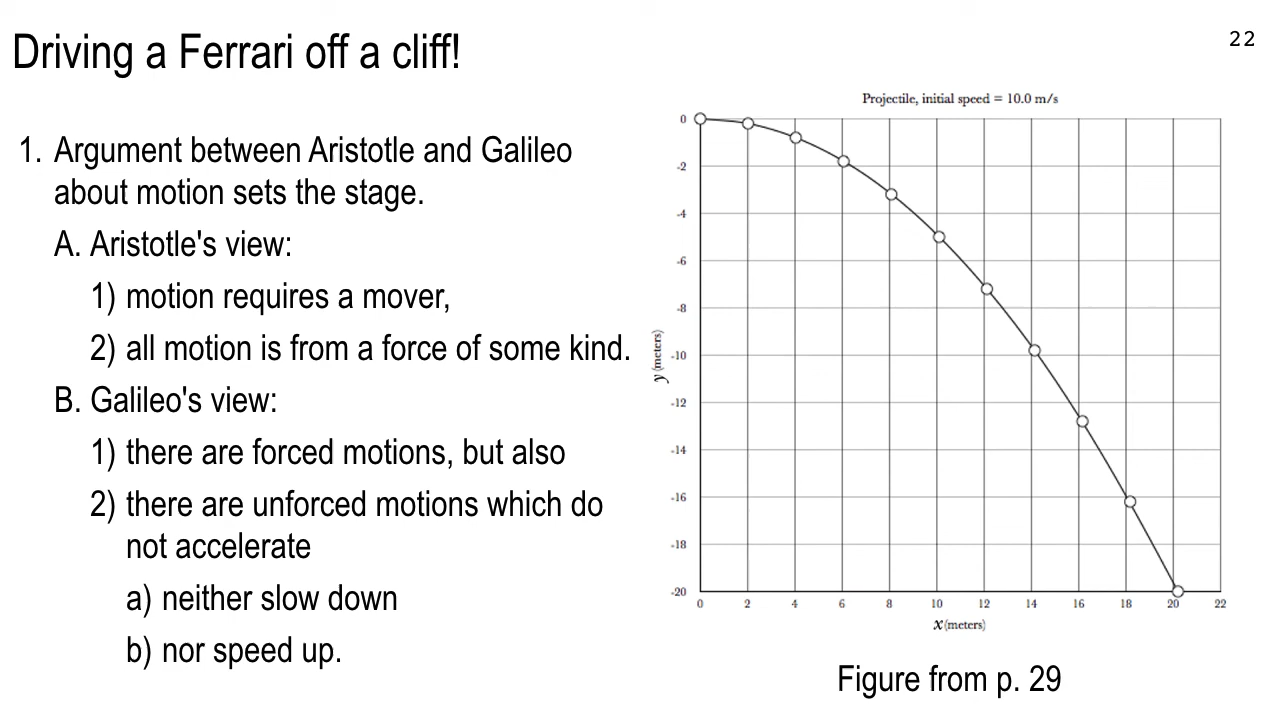 Driving a Ferrari off a cliff!
22
1. Argument between Aristotle and Galileo
about motion sets the stage.
A. Aristotle's view:
1) motion requires a mover,
2) all motion is from a force of some kind.
B. Galileo's view:
1) there are forced motions, but also
2) there are unforced motions which do
not accelerate
a) neither slow down
b) nor speed up.
Projectile, initial speed = 10.0 m/s
0
-2
-4
-6
-8
-10
-12
-14
-16
-18
-20
y (meters)
0 2 4 6 8 10 12 14 16 18 20 22
x (meters)
Figure from p. 29